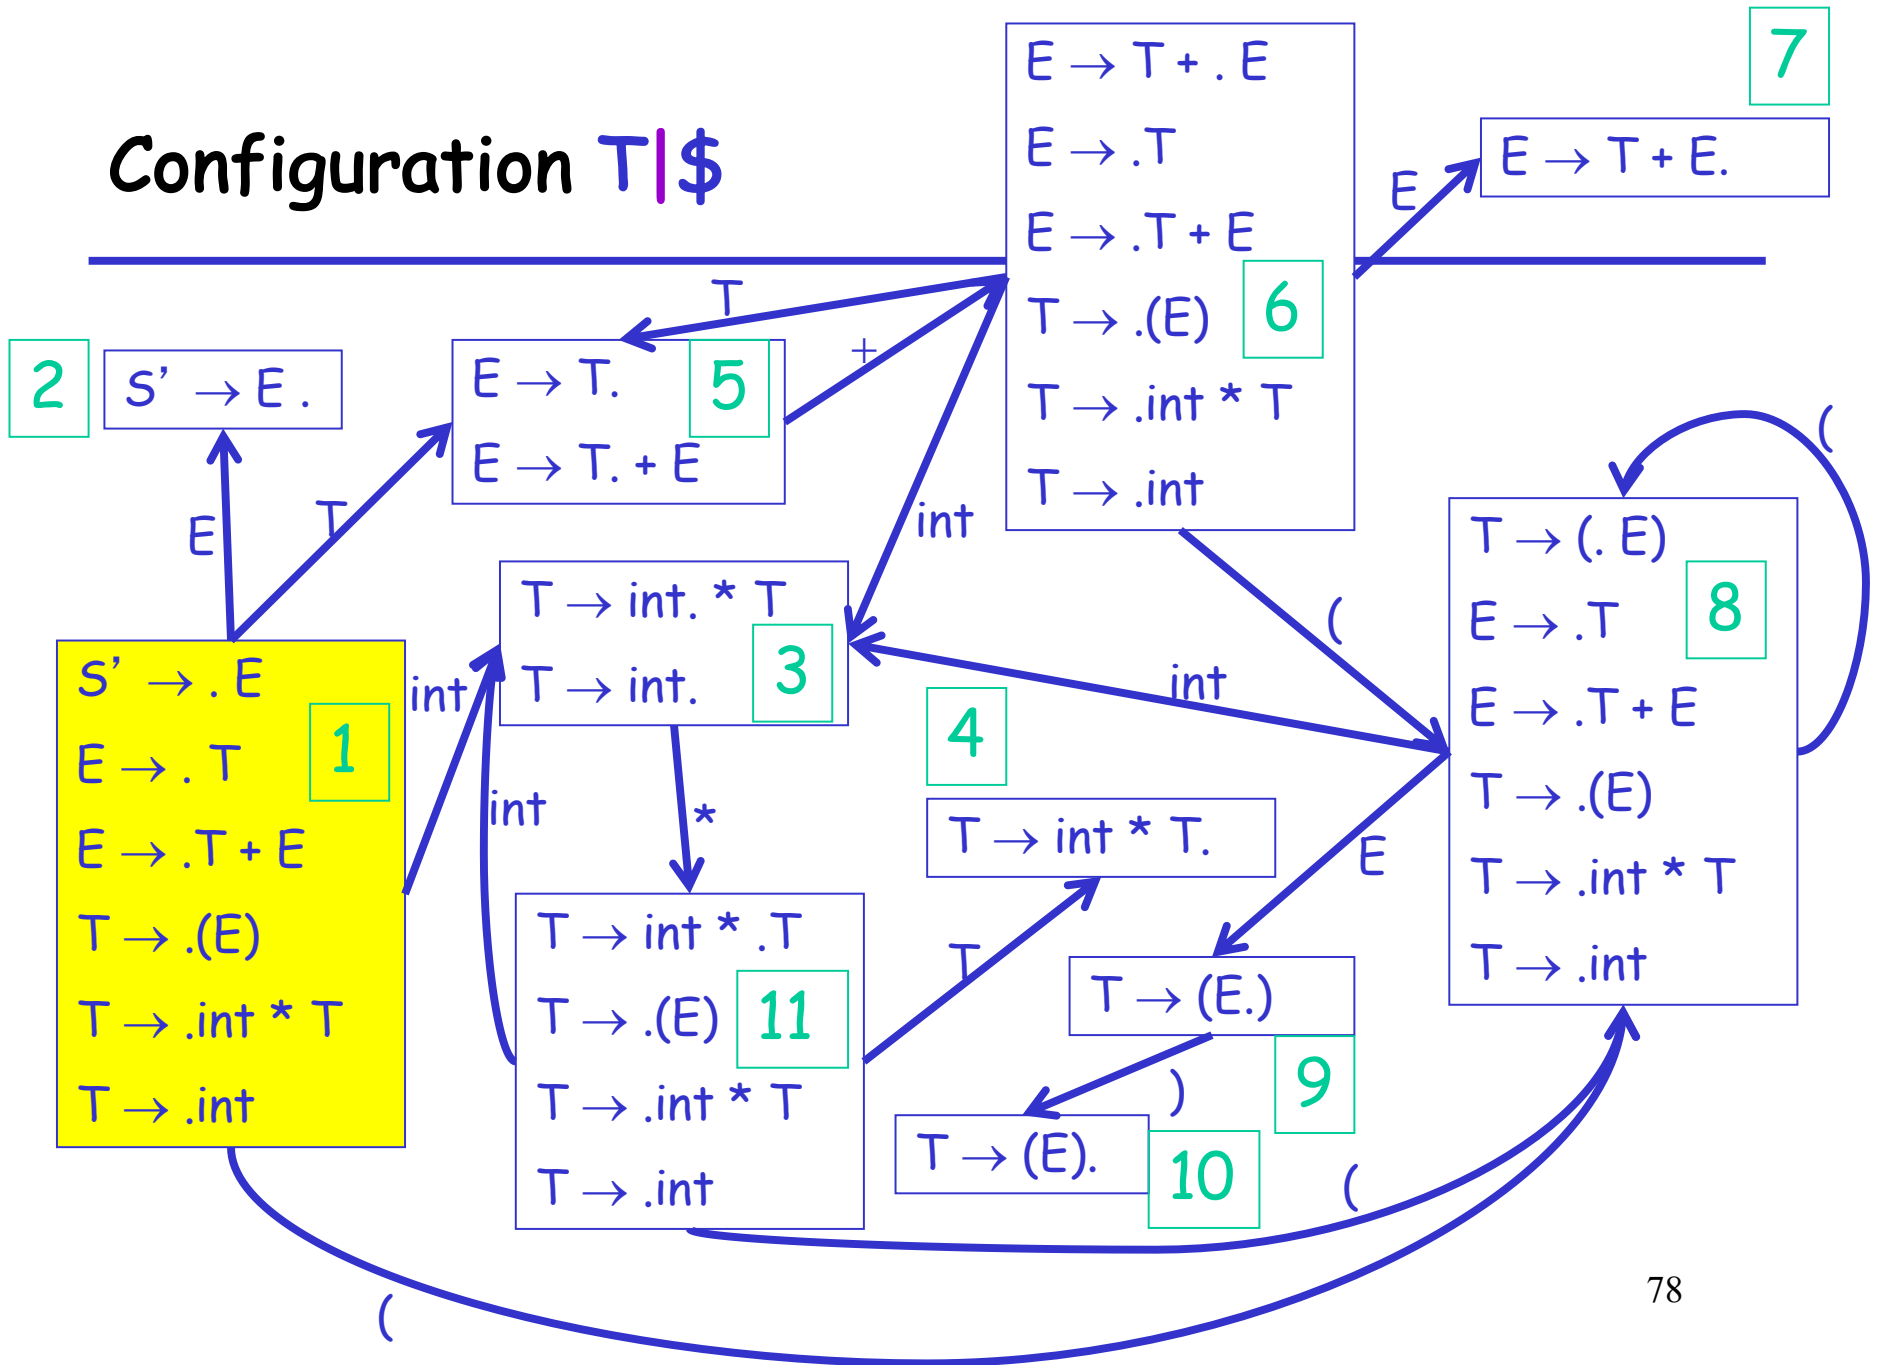 Configuration T|$
E → T + . E
E → .T
E → .T + E
T → .(E)
T → .int * T
T → .int
6
7
E → T + E.
E
T
+
int
(
2
S’ → E .
E
T
5
E → T.
E → T. + E
T → int. * T
T → int.
3
int
int
*
int
4
T → int * T.
T
E
(
8
T → (. E)
E → .T
E → .T + E
T → .(E)
T → .int * T
T → .int
1
S’ → . E
E → . T
E → .T + E
T → .(E)
T → .int * T
T → .int
11
T → int * .T
T → .(E)
T → .int * T
T → .int
T → (E.)
9
)
T → (E).
10
(
(
78